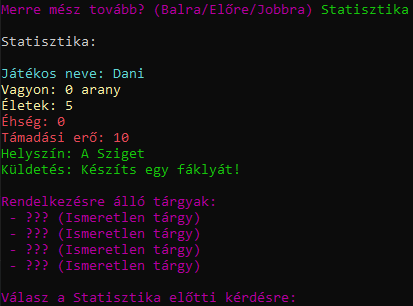 Merre mész tovább? (Balra/Előre/Jobbra) Statisztika
Statisztika:
Játékos neve: Dani
Vagyon: 0 arany
Életek: 5
Éhség: 0
Támadási erő: 10
Helyszín: A Sziget
Küldetés: Készíts egy fáklyát!
Rendelkezésre álló tárgyak:
- ??? (Ismeretlen tárgy)
- ??? (Ismeretlen tárgy)
- ??? (Ismeretlen tárgy)
- ??? (Ismeretlen tárgy)
Válasz a Statisztika előtti kérdésre: